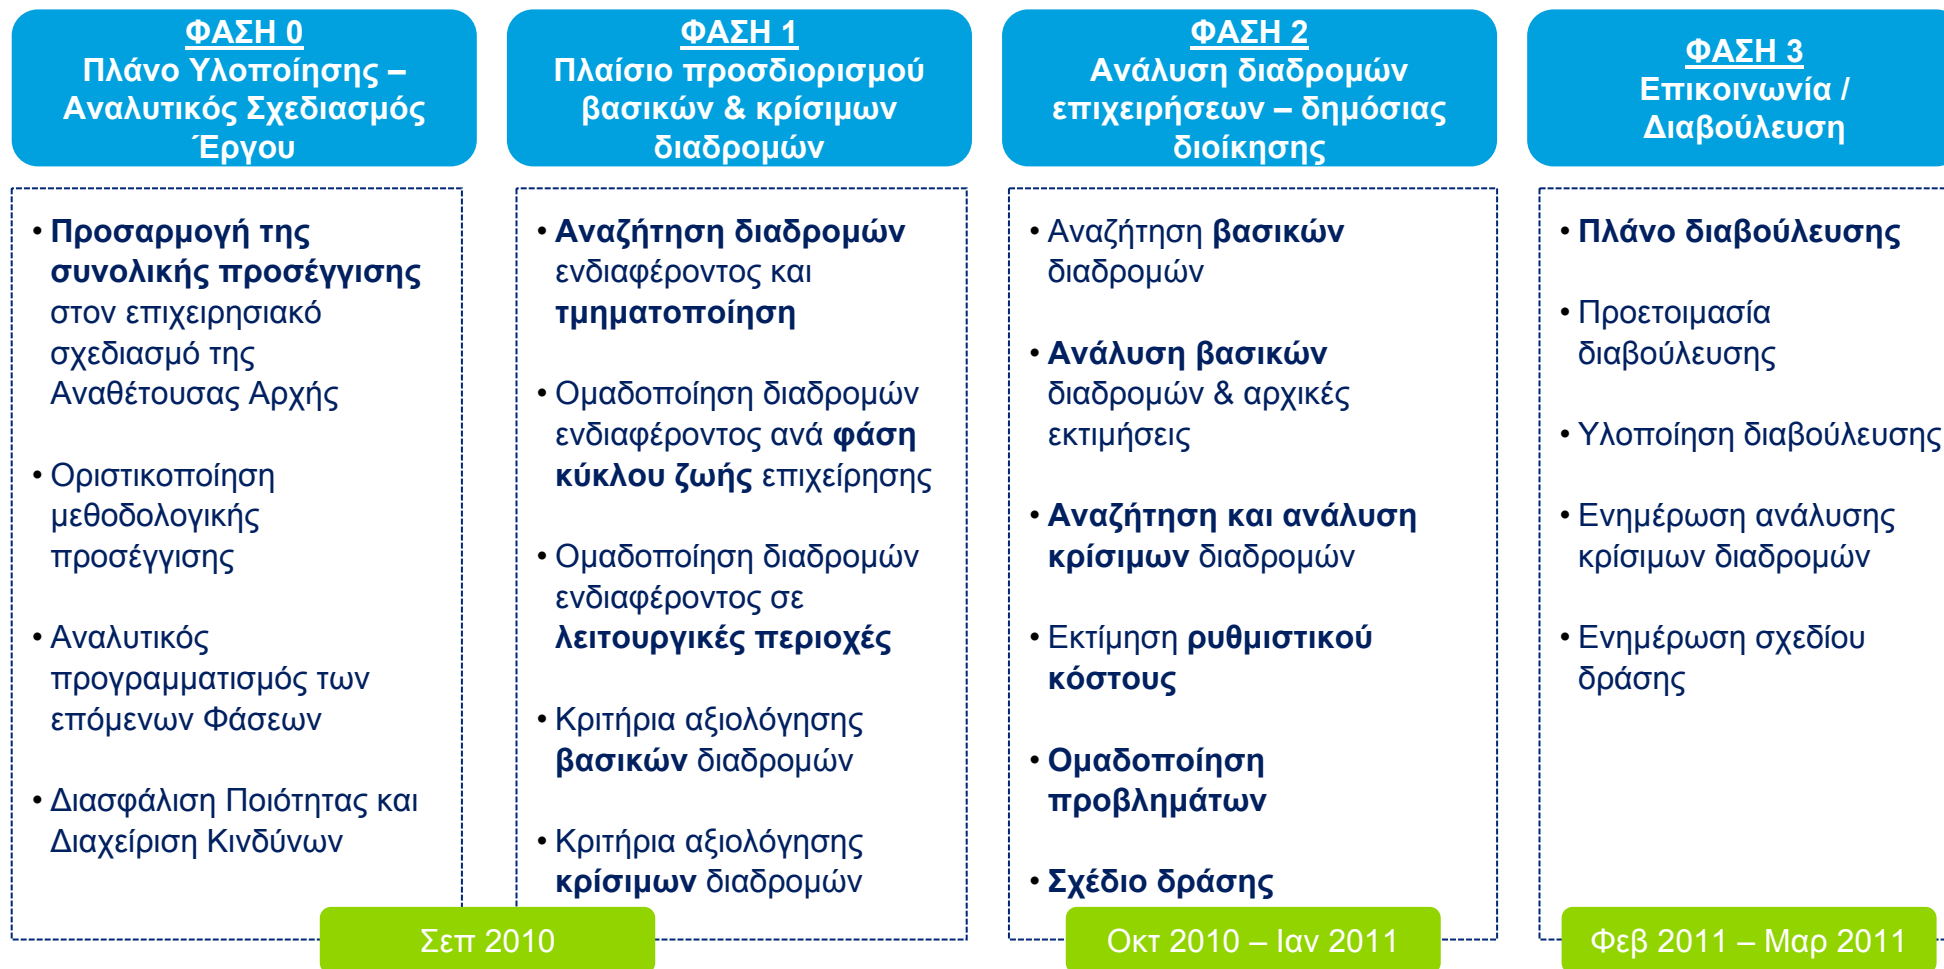 ΦΑΣΗ 0
Πλάνο Υλοποίησης –
Αναλυτικός Σχεδιασμός
Έργου
• Προσαρμογή της
συνολικής προσέγγισης
στον επιχειρησιακό
σχεδιασμό της
Αναθέτουσας Αρχής
• Οριστικοποίηση
μεθοδολογικής
προσέγγισης
• Αναλυτικός
προγραμματισμός των
επόμενων Φάσεων
• Διασφάλιση Ποιότητας και
Διαχείριση Κινδύνων
ΦΑΣΗ 1
Πλαίσιο προσδιορισμού
βασικών & κρίσιμων
διαδρομών
• Αναζήτηση διαδρομών
ενδιαφέροντος και
τμηματοποίηση
• Ομαδοποίηση διαδρομών
ενδιαφέροντος ανά φάση
κύκλου ζωής επιχείρησης
• Ομαδοποίηση διαδρομών
ενδιαφέροντος σε
λειτουργικές περιοχές
• Κριτήρια αξιολόγησης
βασικών διαδρομών
• Κριτήρια αξιολόγησης
κρίσιμων διαδρομών
Σεπ 2010
ΦΑΣΗ 2
Ανάλυση διαδρομών
επιχειρήσεων – δημόσιας
διοίκησης
• Αναζήτηση βασικών
διαδρομών
• Ανάλυση βασικών
διαδρομών & αρχικές
εκτιμήσεις
• Αναζήτηση και ανάλυση
κρίσιμων διαδρομών
• Εκτίμηση ρυθμιστικού
κόστους
• Ομαδοποίηση
προβλημάτων
• Σχέδιο δράσης
Οκτ 2010 – Ιαν 2011
ΦΑΣΗ 3
Επικοινωνία /
Διαβούλευση
• Πλάνο διαβούλευσης
• Προετοιμασία
διαβούλευσης
• Υλοποίηση διαβούλευσης
• Ενημέρωση ανάλυσης
κρίσιμων διαδρομών
• Ενημέρωση σχεδίου
δράσης
Φεβ 2011 – Μαρ 2011